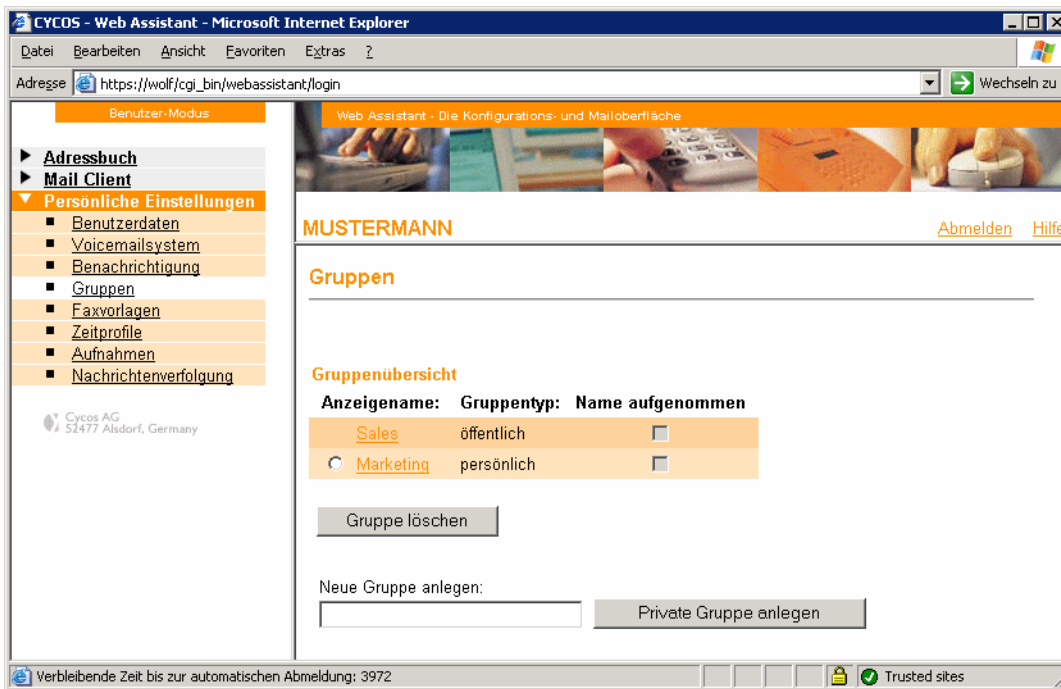 CYCOS - Web Assistant - Microsoft Internet Explorer
Datei Bearbeiten Ansicht Favoriten Extras ?
Adresse https://wolf/cgi_bin/webassistant/login Wechseln zu
Benutzer-Modus
Adressbuch
Mail Client
Persönliche Einstellungen
Benutzerdaten
Voicemailsystem
Benachrichtigung
Gruppen
Faxvorlagen
Zeitprofile
Aufnahmen
Nachrichtenverfolgung
Cycos AG
52477 Alsdorf, Germany
Web Assistant - Die Konfigurations- und Mailoberfläche
MUSTERMANN Abmelden Hilfe
Gruppen
Gruppenübersicht
Anzeigename: Gruppentyp: Name aufgenommen
Sales öffentlich
Marketing persönlich
Gruppe löschen
Neue Gruppe anlegen:
Private Gruppe anlegen
Verbleibende Zeit bis zur automatischen Abmeldung: 3972 Trusted sites